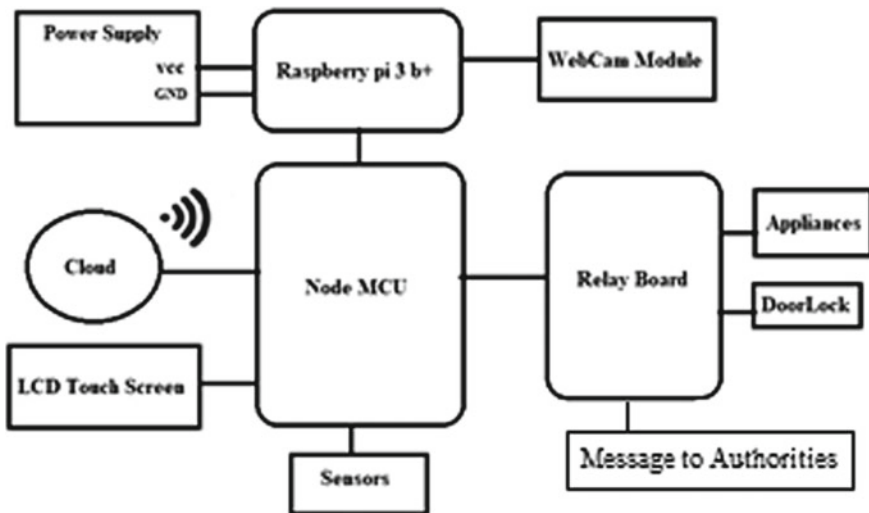 Power Supply
VCC
GND
Raspberry pi 3 b+
WebCam Module
Cloud
Node MCU
Relay Board
Appliances
DoorLock
LCD Touch Screen
Sensors
Message to Authorities